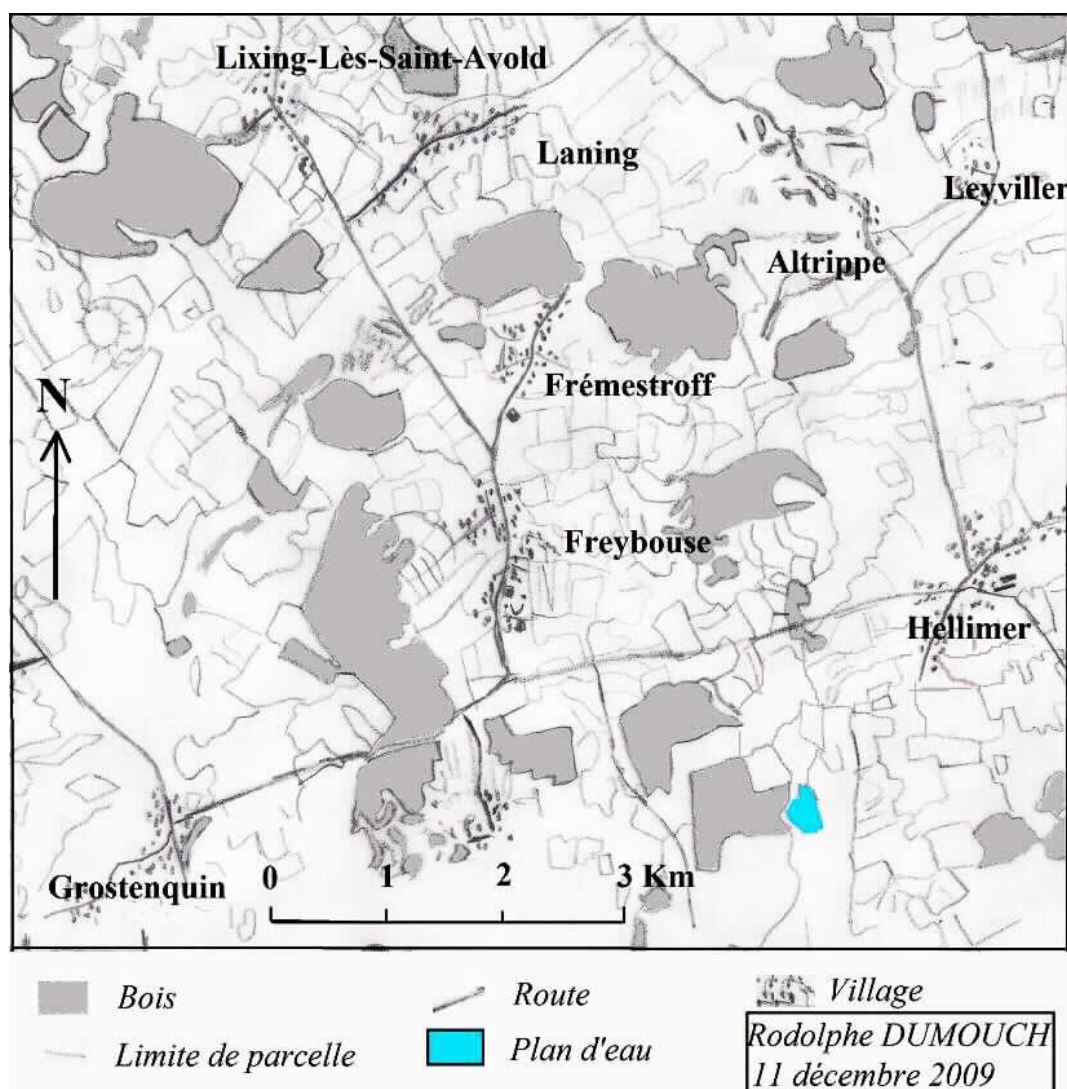 Lixing-Lès-Saint-Avold
Laning
Leyviller
Altrippe
N
Frémestroff
Freybouse
Hellimer
Grostenquin
0 1 2 3 Km
Bois
Route
Village
Limite de parcelle
Plan d'eau
Rodolphe DUMOUCH
11 décembre 2009